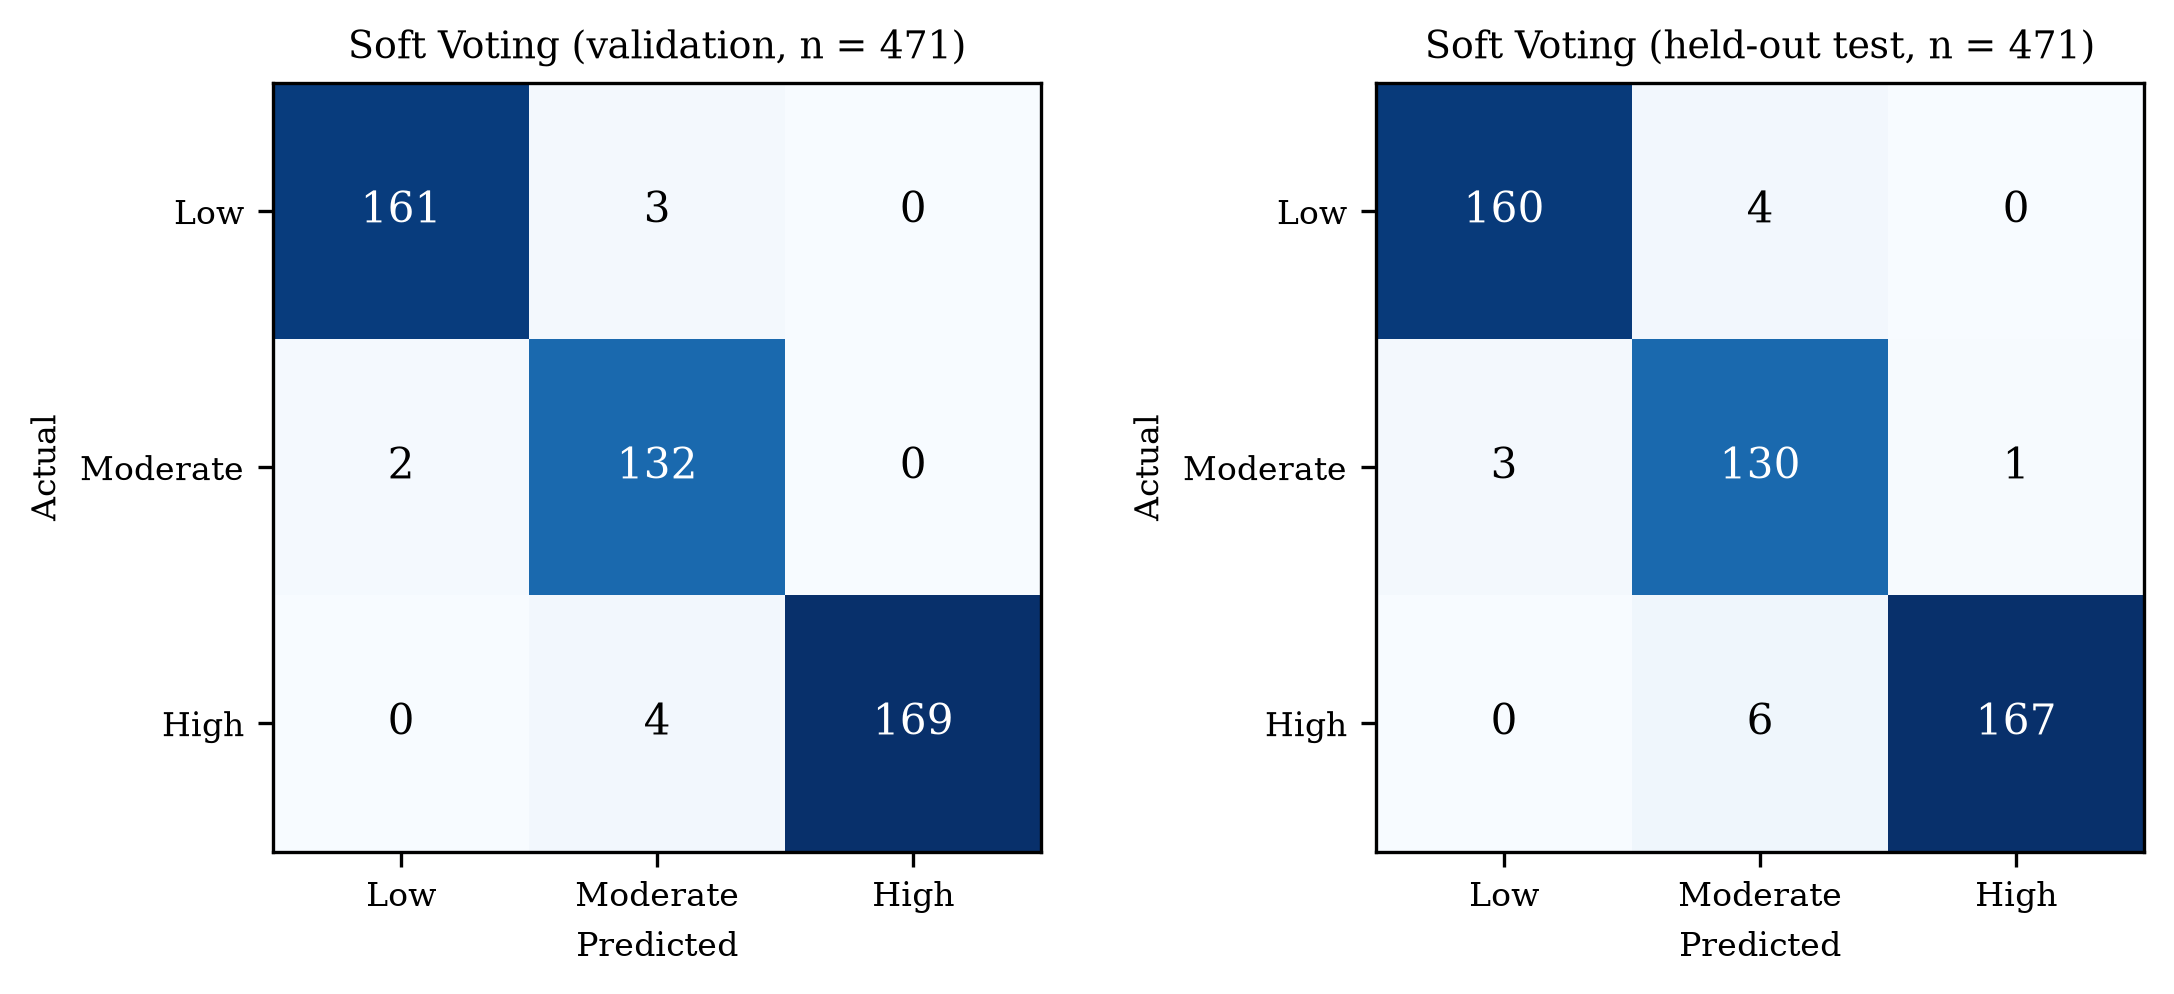 Soft Voting (validation, n = 471)
Actual
Low 161 3 0
Moderate 2 132 0
High 0 4 169
Low Moderate High
Predicted
Soft Voting (held-out test, n = 471)
Actual
Low 160 4 0
Moderate 3 130 1
High 0 6 167
Low Moderate High
Predicted